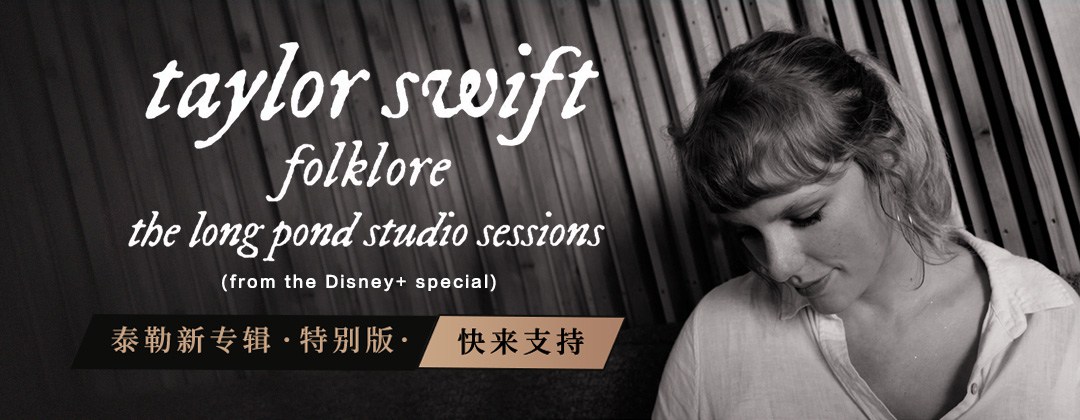 taylor swift
folklore
the long pond studio sessions
(from the Disney+ special)
泰勒新专辑·特别版· 快来支持